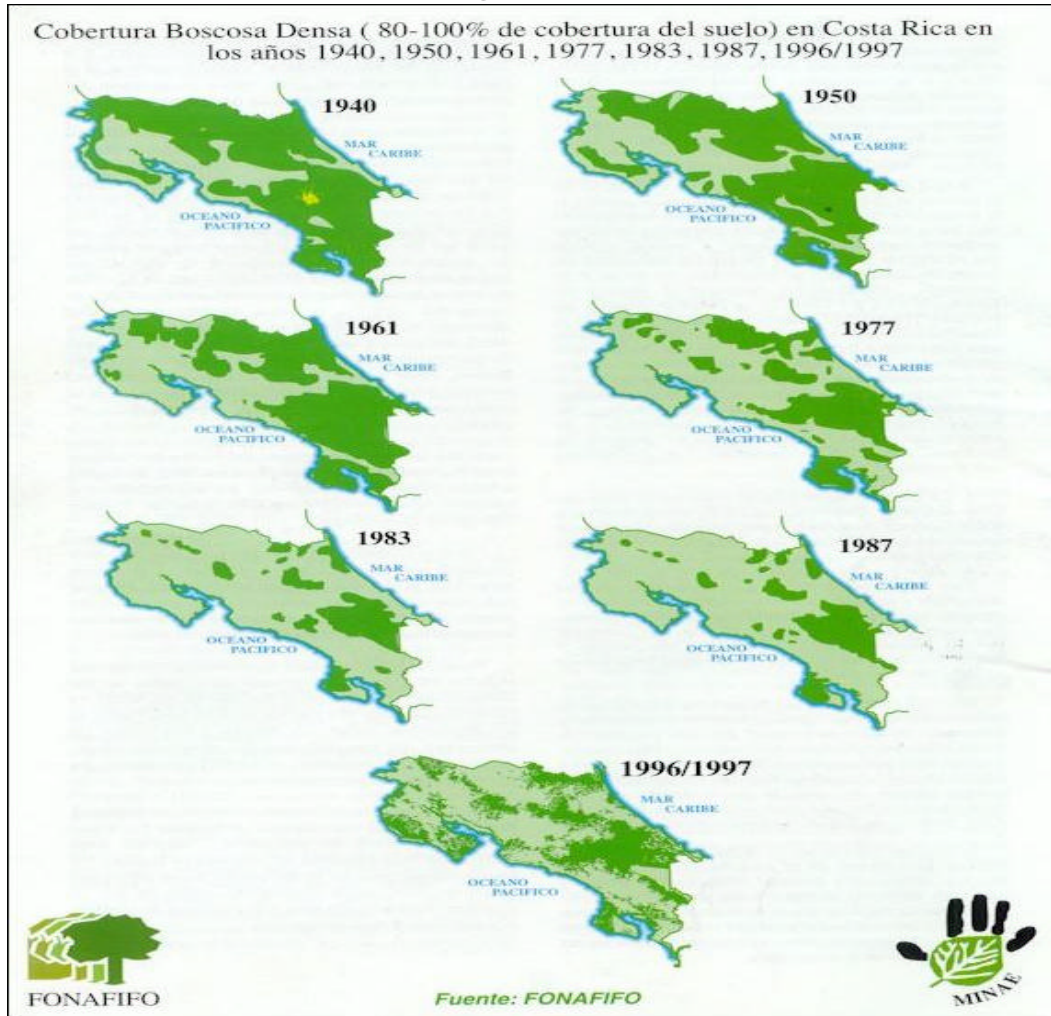 Cobertura Boscosa Densa ( 80-100% de cobertura del suelo) en Costa Rica en
los años 1940, 1950, 1961, 1977, 1983, 1987, 1996/1997
1940
MAR
CARIBE
OCEANO
PACIFICO
1950
MAR
CARIBE
OCEANO
PACIFICO
1961
MAR
CARIBE
OCEANO
PACIFICO
1977
MAR
CARIBE
OCEANO
PACIFICO
1983
MAR
CARIBE
OCEANO
PACIFICO
1987
MAR
CARIBE
OCEANO
PACIFICO
1996/1997
MAR
CARIBE
OCEANO
PACIFICO
FONAFIFO
Fuente: FONAFIFO
MINAE